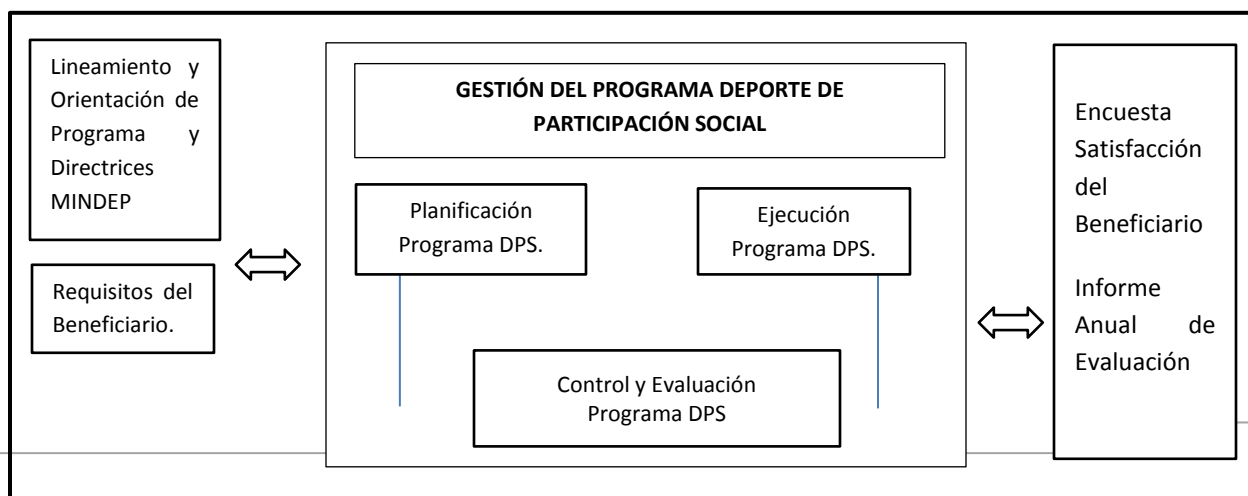 Lineamiento y
Orientación de
Programa y
Directrices
MINDEP
Requisitos del
Beneficiario.
GESTIÓN DEL PROGRAMA DEPORTE DE
PARTICIPACIÓN SOCIAL
Planificación
Programa DPS.
Ejecución
Programa DPS.
Control y Evaluación
Programa DPS
Encuesta
Satisfacción
del
Beneficiario
Informe
Anual de
Evaluación